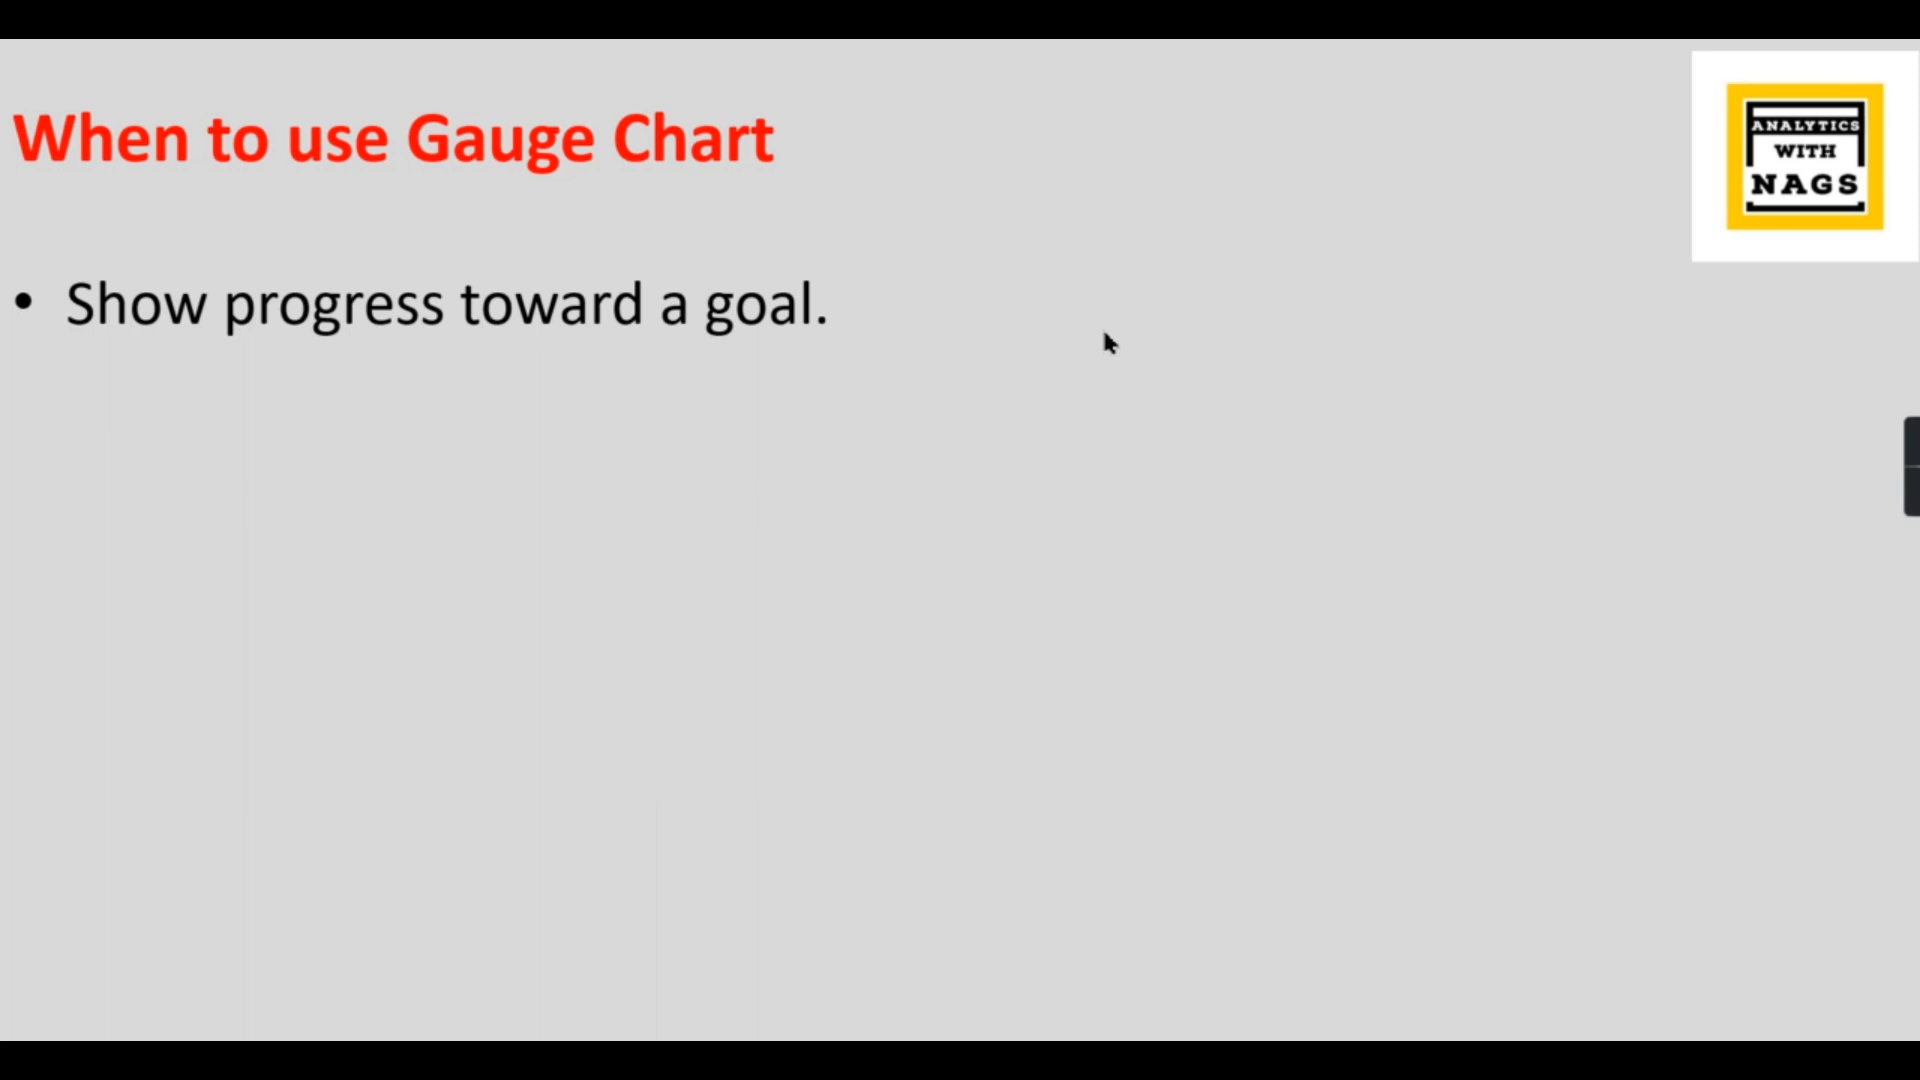 When to use Gauge Chart
ANALYTICS
WITH
NAGS
• Show progress toward a goal.